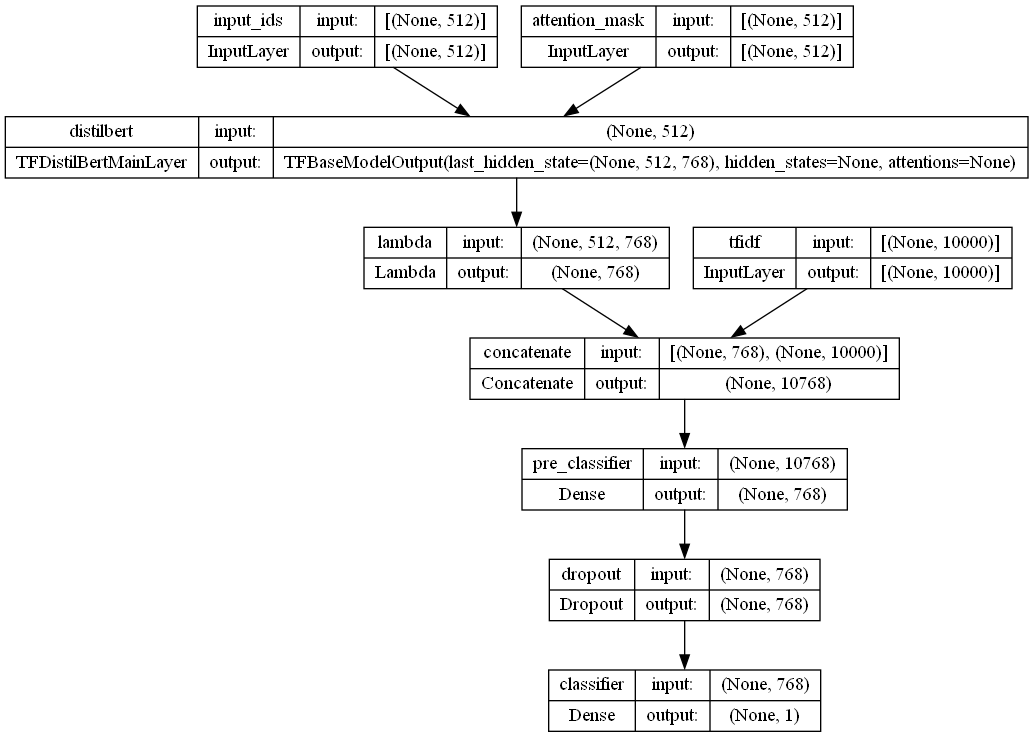 input_ids input: [(None, 512)]
InputLayer output: [(None, 512)]
attention_mask input: [(None, 512)]
InputLayer output: [(None, 512)]
distilbert input: (None, 512)
TFDistilBertMainLayer output: TFBaseModelOutput(last_hidden_state=(None, 512, 768), hidden_states=None, attentions=None)
lambda input: (None, 512, 768)
Lambda output: (None, 768)
tfidf input: [(None, 10000)]
InputLayer output: [(None, 10000)]
concatenate input: [(None, 768), (None, 10000)]
Concatenate output: (None, 10768)
pre_classifier input: (None, 10768)
Dense output: (None, 768)
dropout input: (None, 768)
Dropout output: (None, 768)
classifier input: (None, 768)
Dense output: (None, 1)